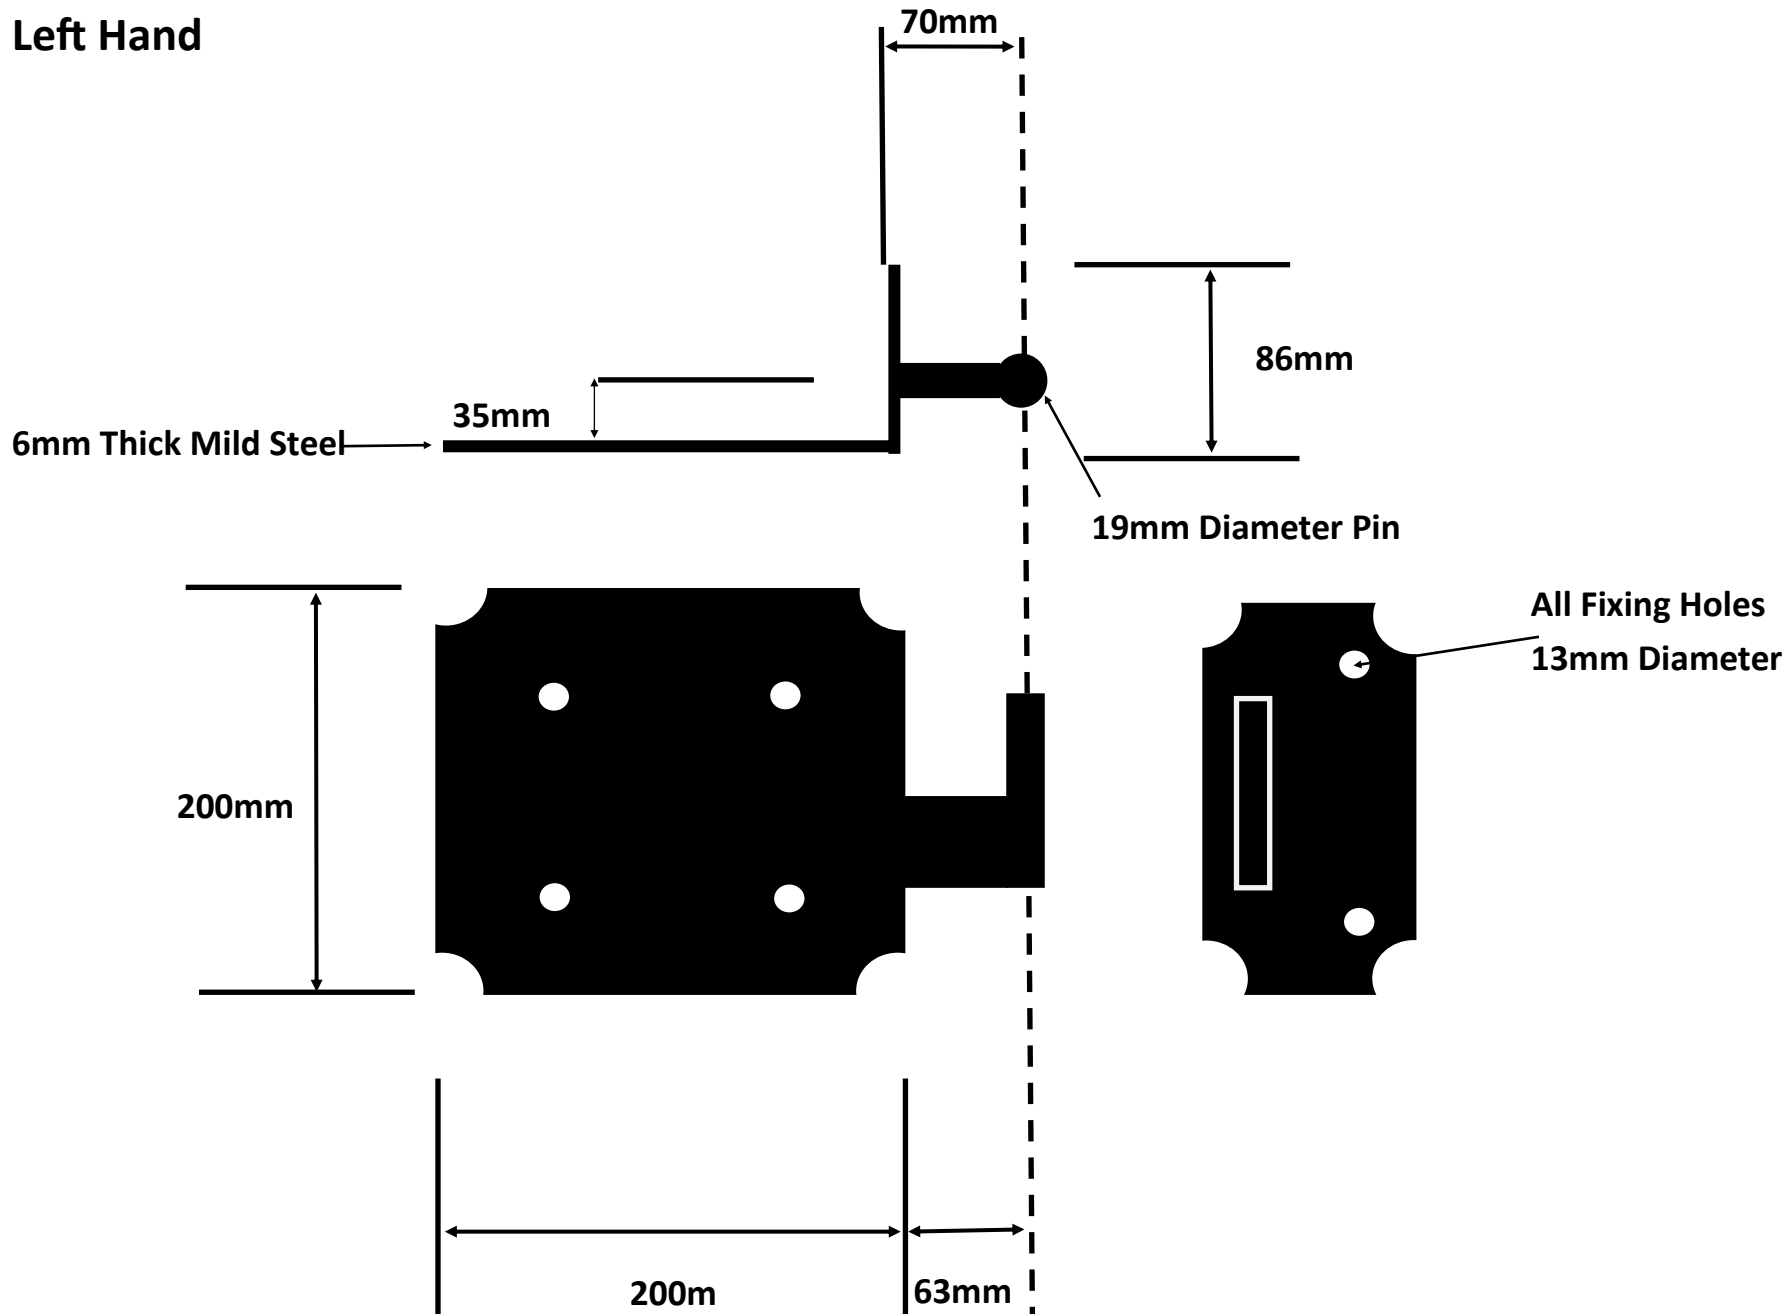 Left Hand
70mm
86mm
35mm
6mm Thick Mild Steel
19mm Diameter Pin
All Fixing Holes
13mm Diameter
200mm
200m
63mm